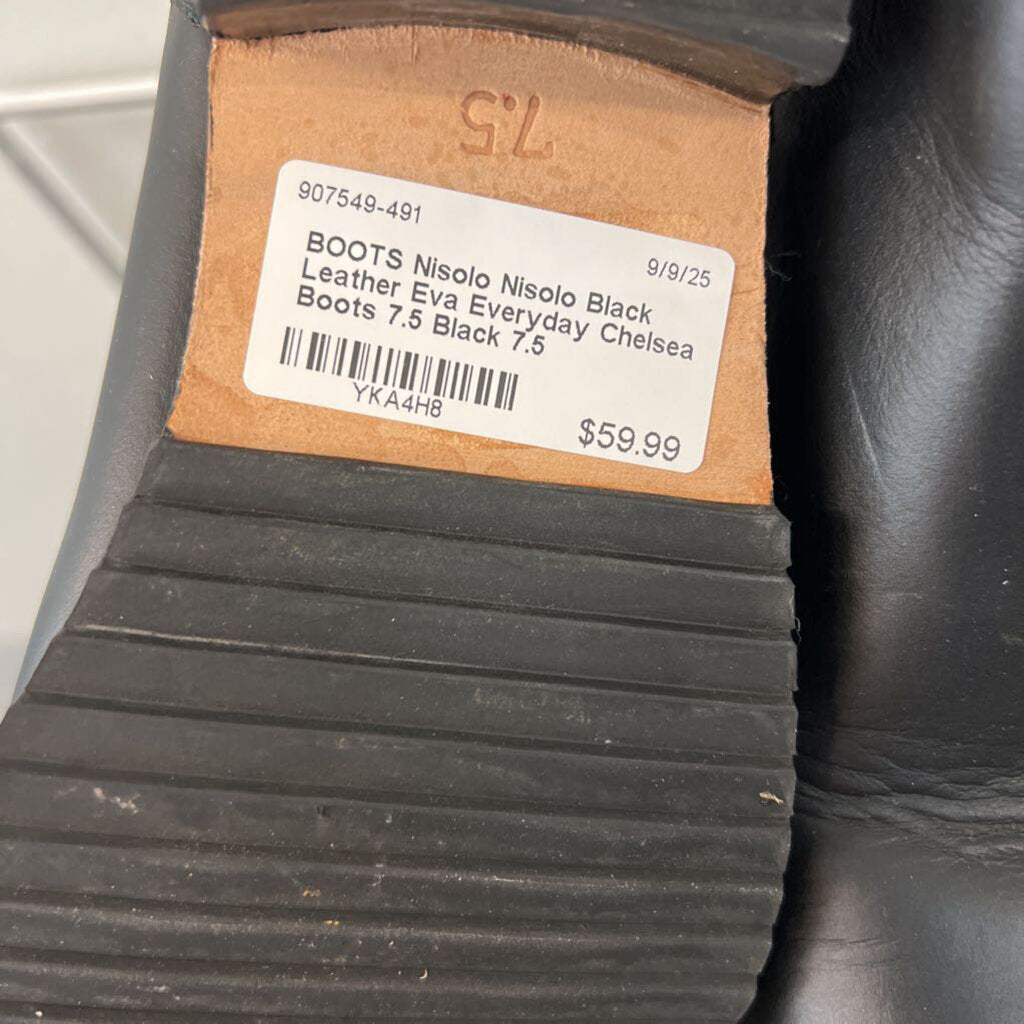 7.5
907549-491
9/9/25
BOOTS Nisolo Nisolo Black
Leather Eva Everyday Chelsea
Boots 7.5 Black 7.5
YKA4H8
$59.99